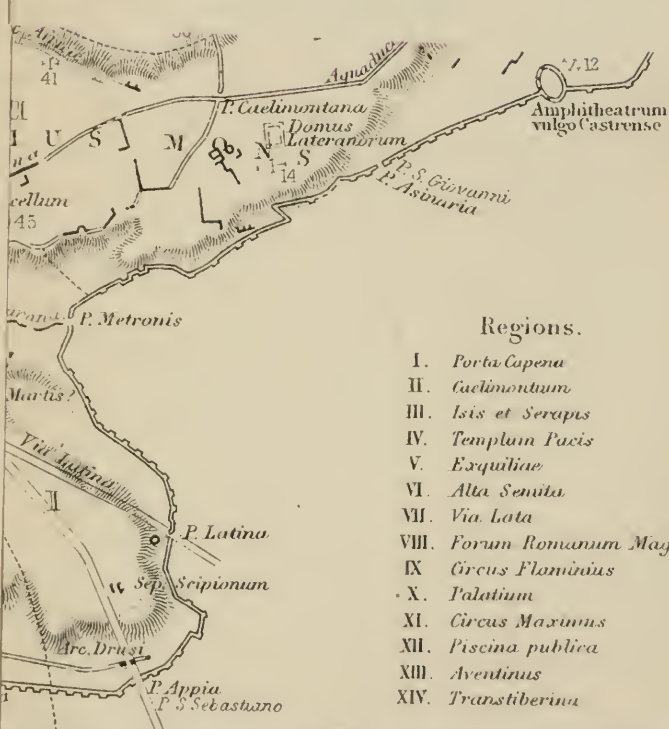 41
Aquaduct
12
P. Caelimontana
Amphitheatrum
vulgo Castrense
Domus
Lateranorum
I U S M N S
14
P. S. Giovanni
P. Asinaria
cellum
45
P. Metronis
Martis?
Via Latina
I
P. Latina
Sep. Scipionum
Arc. Drusi
P. Appia
P. S Sebastiano
Regions.
I. Porta Capena
II. Caelimontium
III. Isis et Serapis
IV. Templum Pacis
V. Exquiliae
VI. Alta Semita
VII. Via Lata
VIII. Forum Romanum Mag
IX Circus Flaminius
X. Palatium
XI. Circus Maximus
XII. Piscina publica
XIII. Aventinus
XIV. Transtiberina